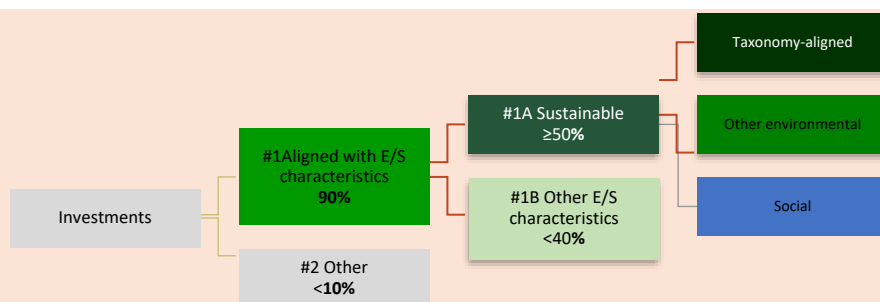 Taxonomy-aligned
#1A Sustainable
≥50%
Other environmental
#1Aligned with E/S
characteristics
90%
#1B Other E/S
characteristics
<40%
Social
Investments
#2 Other
<10%